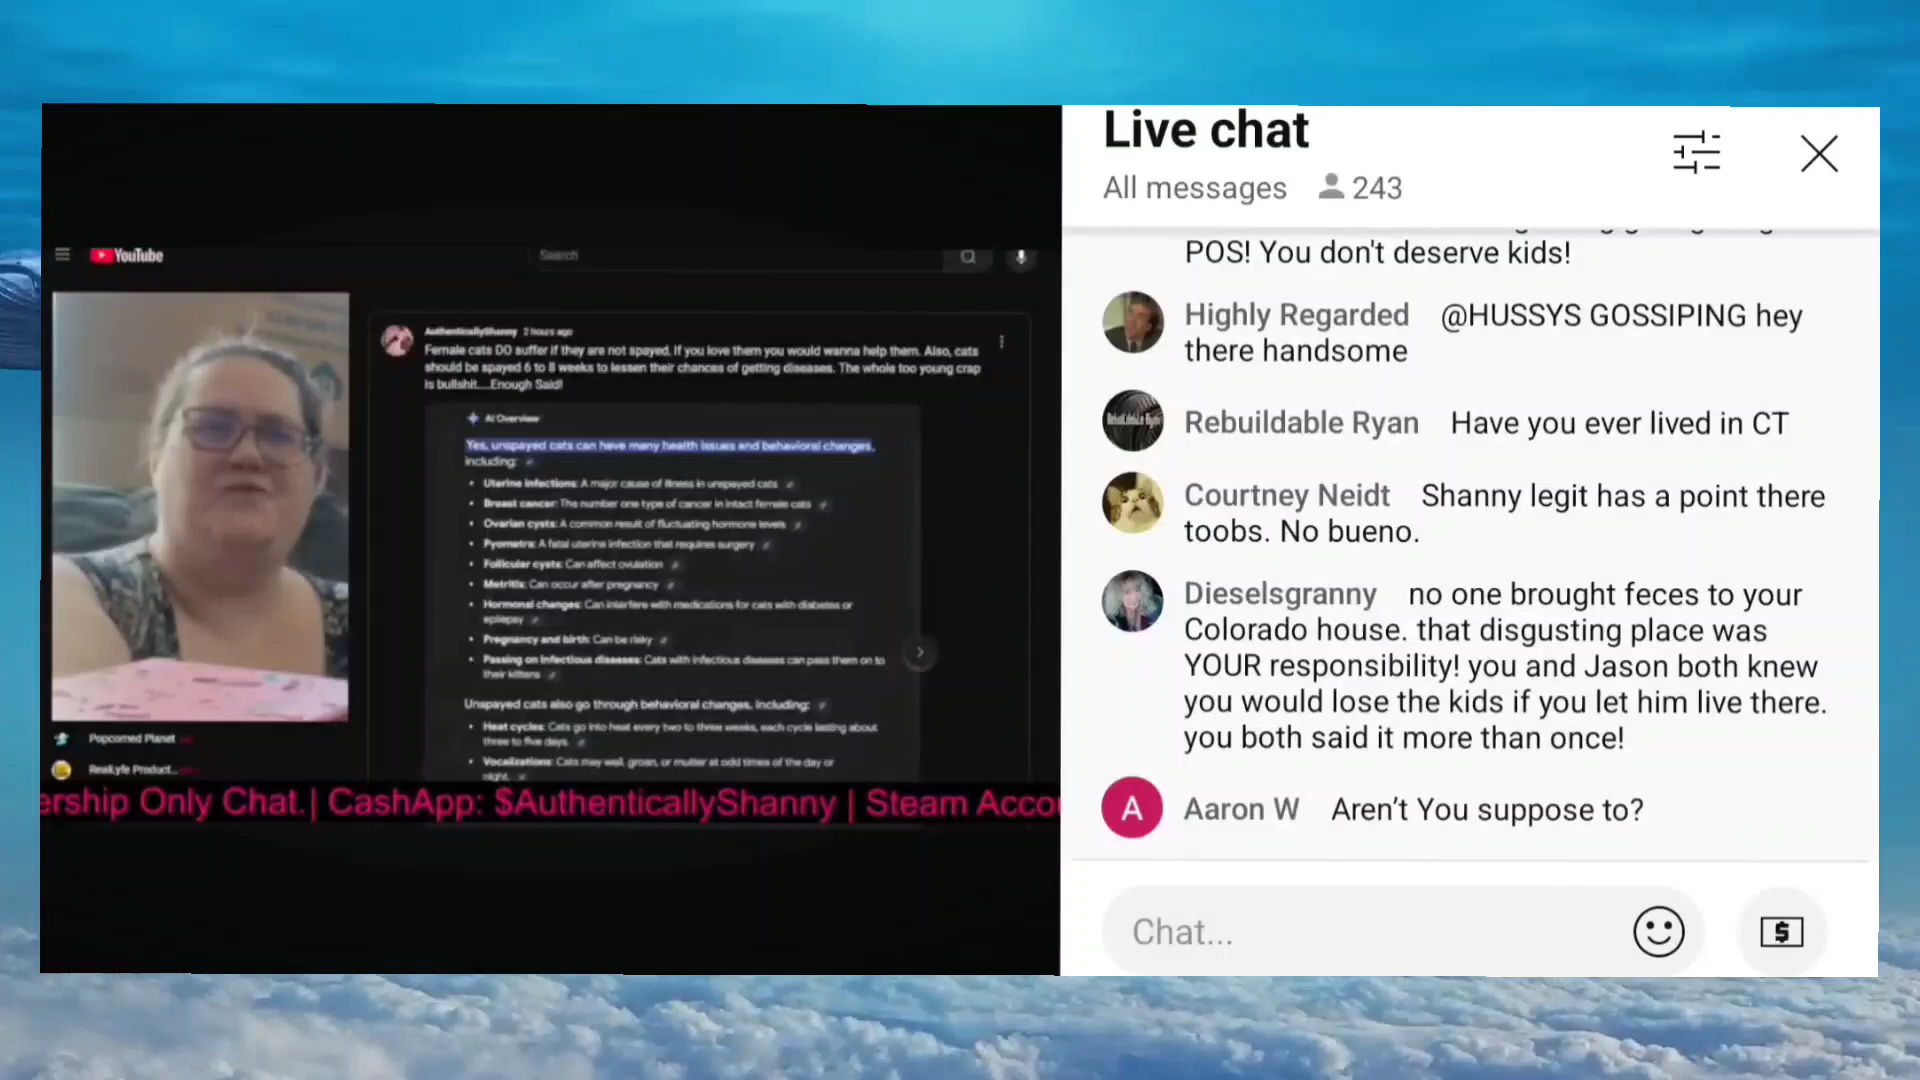 YouTube
Search
AuthenticallyShanny 2 hours ago
Female cats DO suffer if they are not spayed. If you love them you would wanna help them. Also, cats
should be spayed 6 to 8 weeks to lessen their chances of getting diseases. The whole too young crap
is bullshit....Enough Said!
AI Overview
Yes, unspayed cats can have many health issues and behavioral changes,
including:
• Uterine infections: A major cause of illness in unspayed cats
• Breast cancer: The number one type of cancer in intact female cats
• Ovarian cysts: A common result of fluctuating hormone levels
• Pyometra: A fatal uterine infection that requires surgery
• Follicular cysts: Can affect ovulation
• Metritis: Can occur after pregnancy
• Hormonal changes: Can interfere with medications for cats with diabetes or
epilepsy
• Pregnancy and birth: Can be risky
• Passing on infectious diseases: Cats with infectious diseases can pass them on to
their kittens
Unspayed cats also go through behavioral changes, including:
• Heat cycles: Cats go into heat every two to three weeks, each cycle lasting about
three to five days.
• Vocalizations: Cats may wail, groan, or mutter at odd times of the day or
night.
Popcorned Planet
RealLyfe Product...
ership Only Chat. | CashApp: $AuthenticallyShanny | Steam Acco
Live chat
All messages 243
POS! You don't deserve kids!
Highly Regarded @HUSSYS GOSSIPING hey
there handsome
Rebuildable Ryan Have you ever lived in CT
Courtney Neidt Shanny legit has a point there
toobs. No bueno.
Dieselsgranny no one brought feces to your
Colorado house. that disgusting place was
YOUR responsibility! you and Jason both knew
you would lose the kids if you let him live there.
you both said it more than once!
A Aaron W Aren’t You suppose to?
Chat...